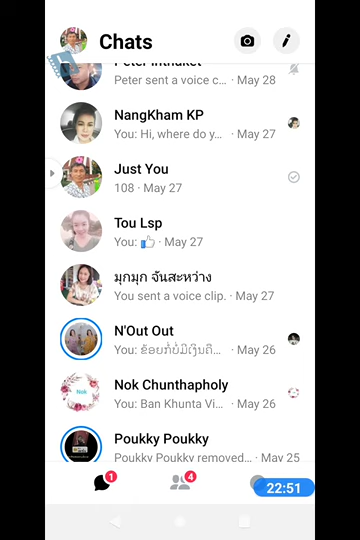 Chats
Peter Inthaket
Peter sent a voice c... · May 28
NangKham KP
You: Hi, where do y... · May 27
Just You
108 · May 27
Tou Lsp
You: 👍 · May 27
มุกมุก จันสะหว่าง
You sent a voice clip. · May 27
N'Out Out
You: ຂ້ອຍກໍ່ບໍ່ມີເງິນຄື... · May 26
Nok Chunthapholy
Nok
You: Ban Khunta Vi... · May 26
Poukky Poukky
Poukky Poukky removed... · May 25
1
4
22:51